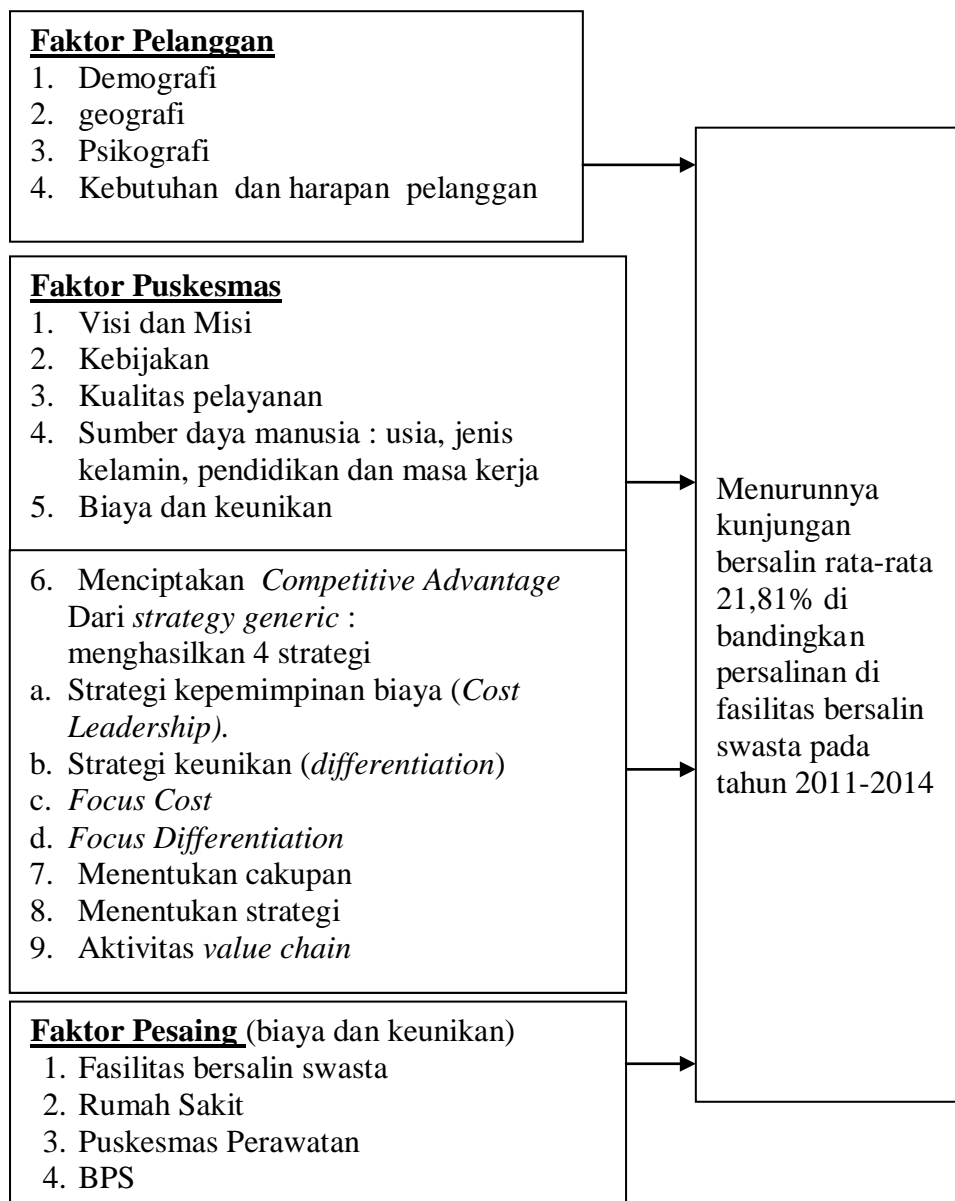 Faktor Pelanggan
1. Demografi
2. geografi
3. Psikografi
4. Kebutuhan dan harapan pelanggan
Faktor Puskesmas
1. Visi dan Misi
2. Kebijakan
3. Kualitas pelayanan
4. Sumber daya manusia : usia, jenis
kelamin, pendidikan dan masa kerja
5. Biaya dan keunikan
6. Menciptakan Competitive Advantage
Dari strategy generic :
menghasilkan 4 strategi
a. Strategi kepemimpinan biaya (Cost
Leadership).
b. Strategi keunikan (differentiation)
c. Focus Cost
d. Focus Differentiation
7. Menentukan cakupan
8. Menentukan strategi
9. Aktivitas value chain
Faktor Pesaing (biaya dan keunikan)
1. Fasilitas bersalin swasta
2. Rumah Sakit
3. Puskesmas Perawatan
4. BPS
Menurunnya
kunjungan
bersalin rata-rata
21,81% di
bandingkan
persalinan di
fasilitas bersalin
swasta pada
tahun 2011-2014